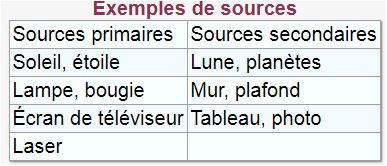 Exemples de sources
Sources primaires Sources secondaires
Soleil, étoile Lune, planètes
Lampe, bougie Mur, plafond
Écran de téléviseur Tableau, photo
Laser